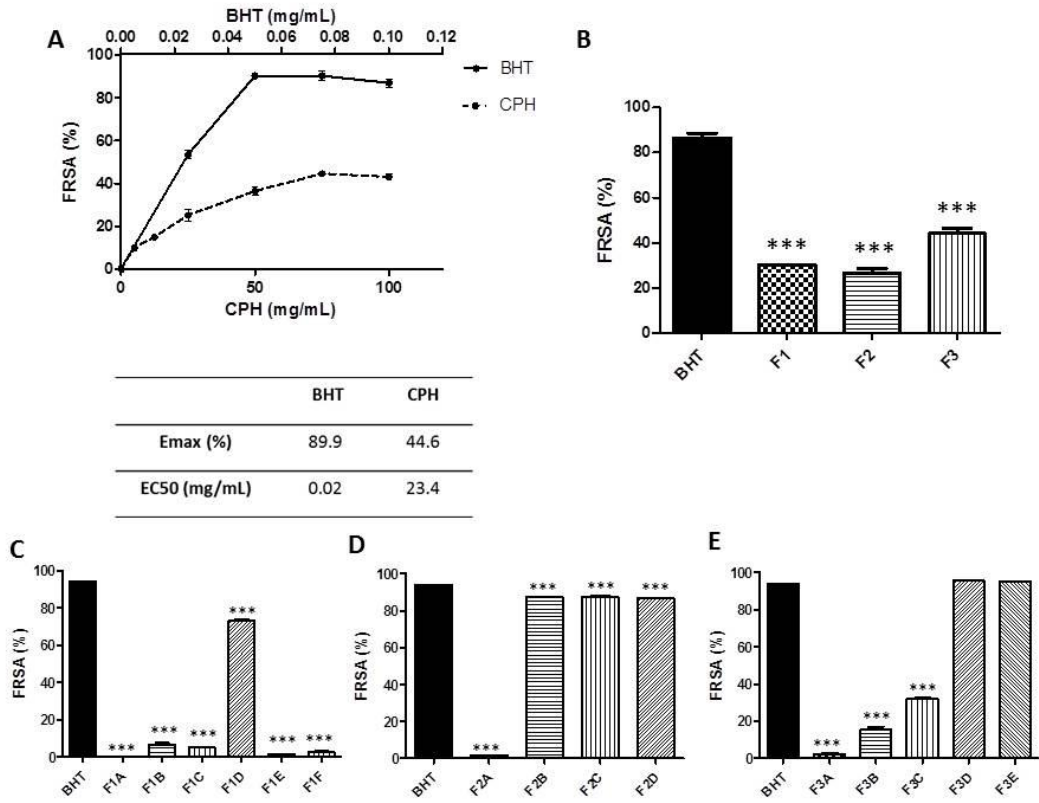 A
BHT (mg/mL)
0.00 0.02 0.04 0.06 0.08 0.10 0.12
100
80
60
40
20
0
FRSA (%)
0 50 100
CPH (mg/mL)
BHT
CPH
B
100
80
60
40
20
0
FRSA (%)
*** *** ***
BHT F1 F2 F3
BHT CPH
Emax (%) 89.9 44.6
EC50 (mg/mL) 0.02 23.4
C
100
80
60
40
20
0
FRSA (%)
*** *** *** *** *** ***
BHT F1A F1B F1C F1D F1E F1F
D
100
80
60
40
20
0
FRSA (%)
*** *** *** ***
BHT F2A F2B F2C F2D
E
100
80
60
40
20
0
FRSA (%)
*** *** ***
BHT F3A F3B F3C F3D F3E